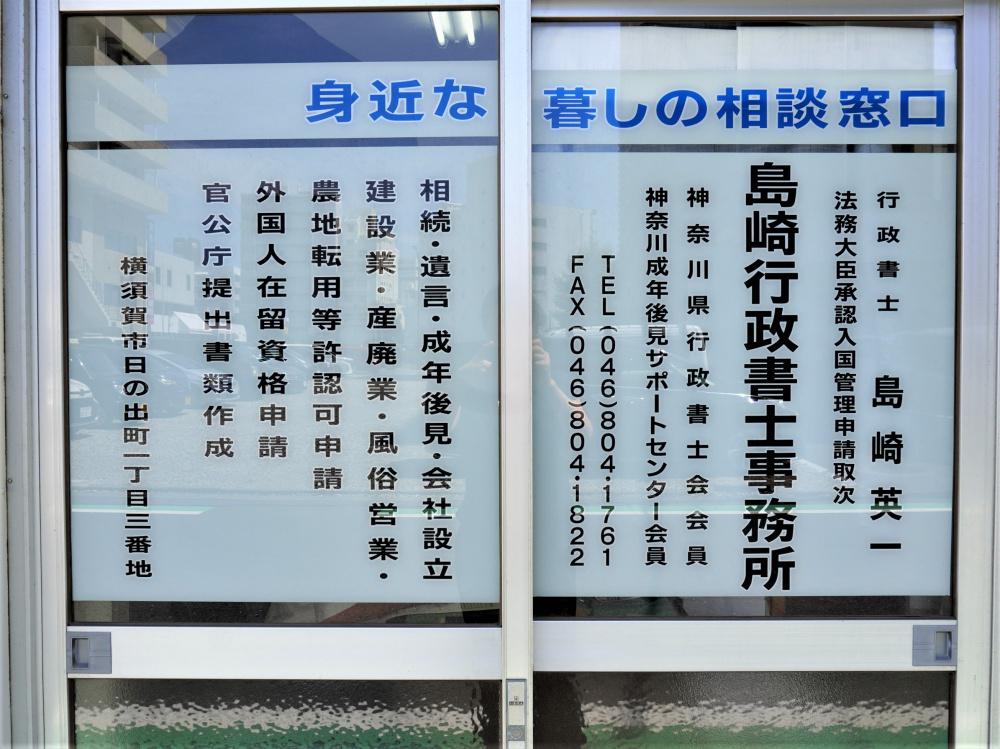 身近な 暮しの相談窓口
行政書士 島崎英一
法務大臣承認入国管理申請取次
島崎行政書士事務所
神奈川県行政書士会会員
神奈川成年後見サポートセンター会員
TEL(046)804・1761
FAX(046)804・1822
相続・遺言・成年後見・会社設立
建設業・産廃業・風俗営業・
農地転用等許認可申請
外国人在留資格申請
官公庁提出書類作成
横須賀市日の出町一丁目三番地